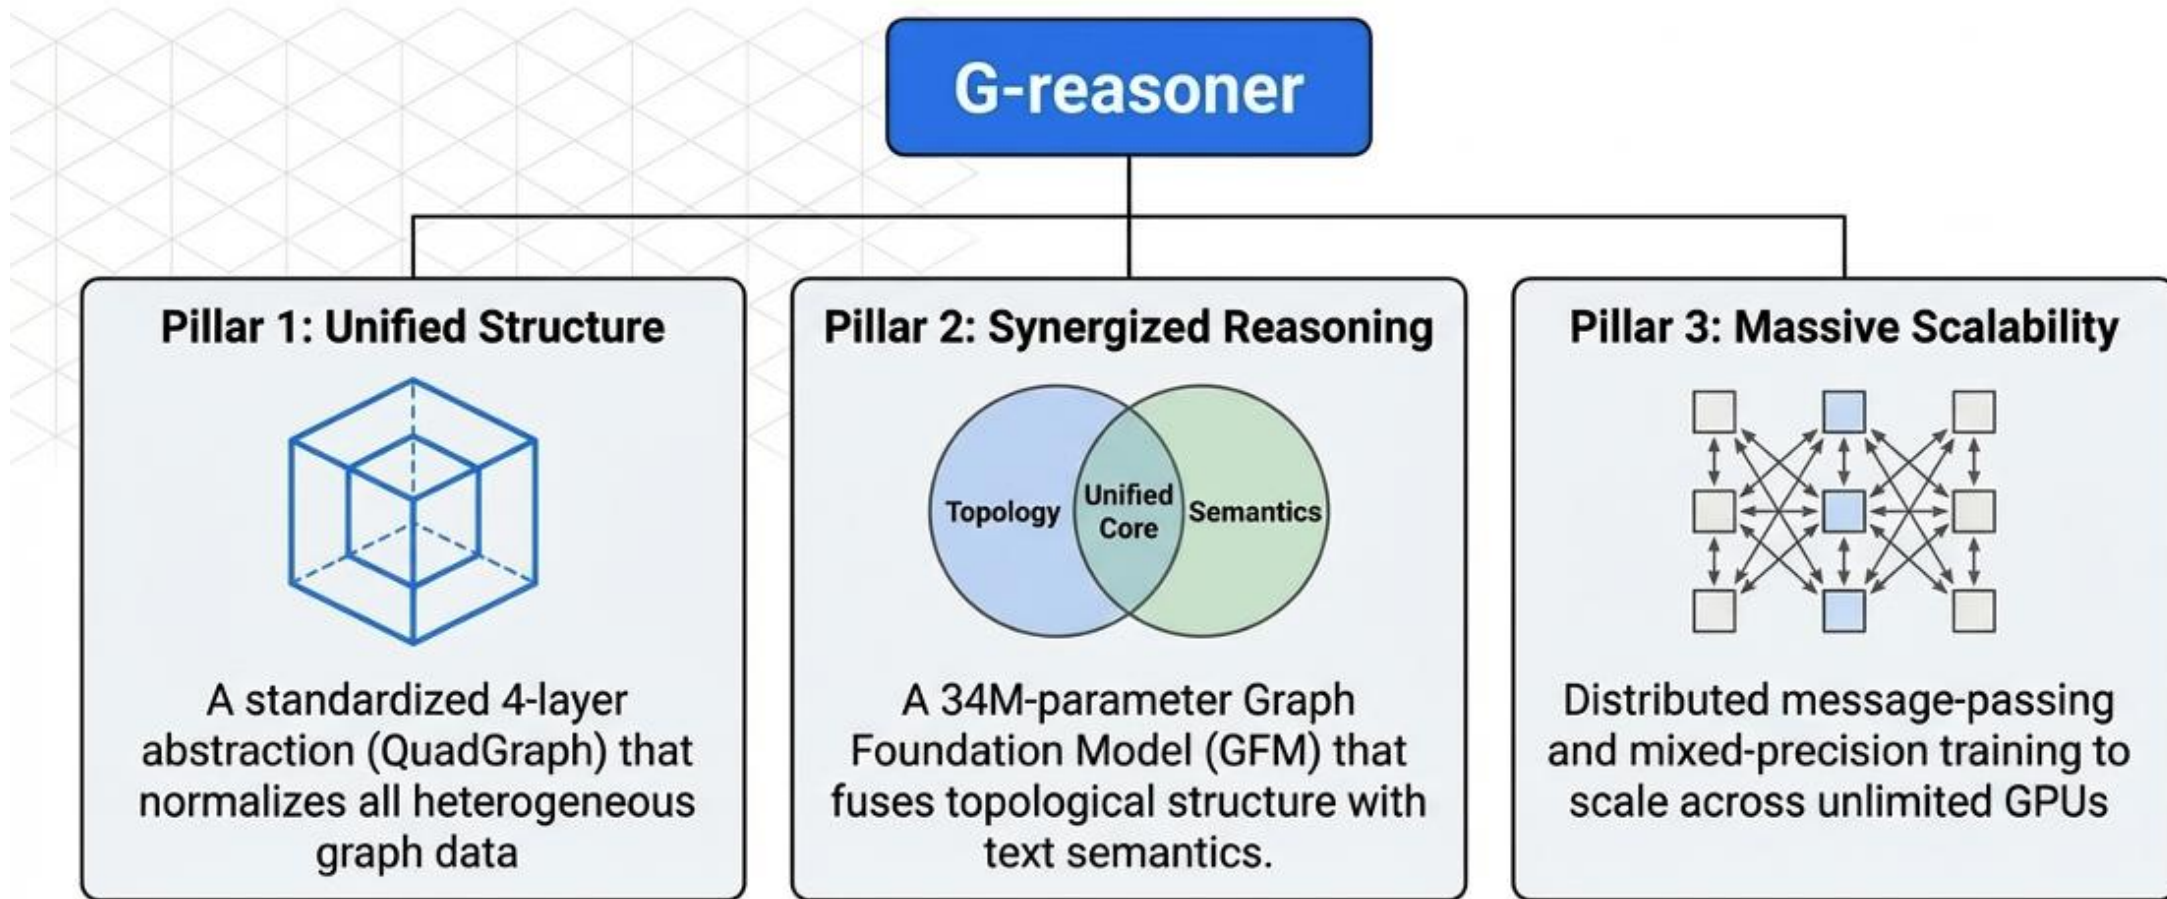 G-reasoner
Pillar 1: Unified Structure
A standardized 4-layer
abstraction (QuadGraph) that
normalizes all heterogeneous
graph data
Pillar 2: Synergized Reasoning
Topology
Unified
Core
Semantics
A 34M-parameter Graph
Foundation Model (GFM) that
fuses topological structure with
text semantics.
Pillar 3: Massive Scalability
Distributed message-passing
and mixed-precision training to
scale across unlimited GPUs